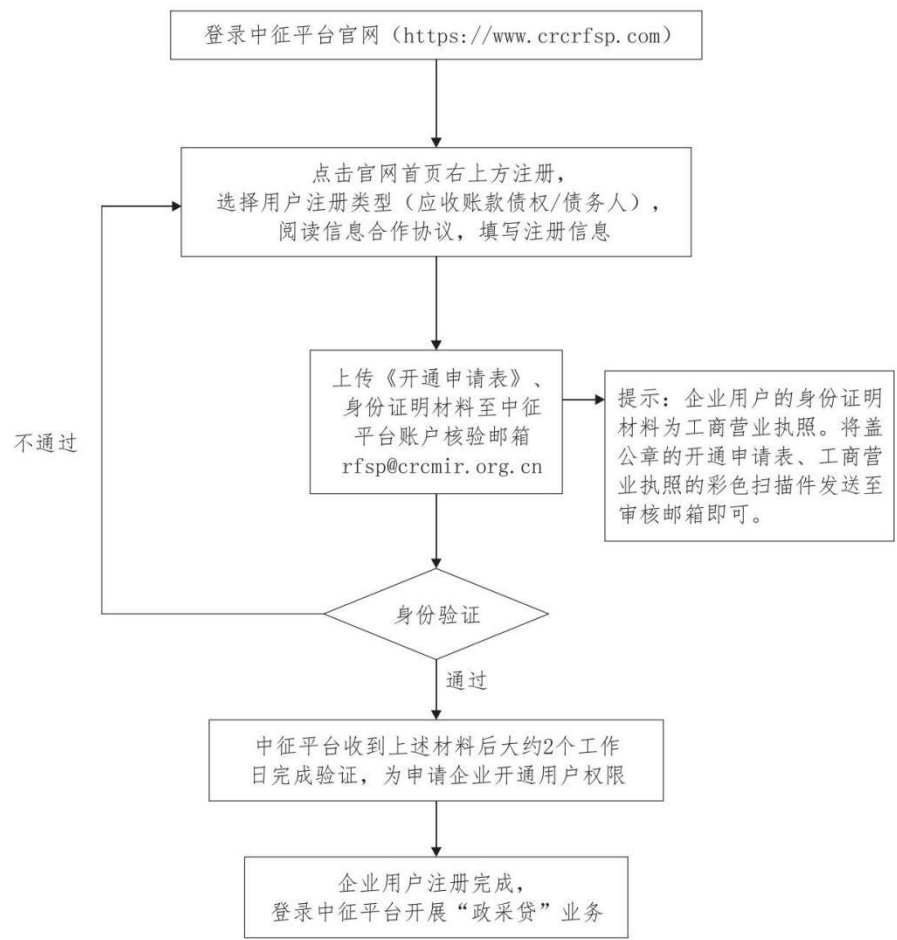 登录中征平台官网（https://www.crcrfsp.com）
点击官网首页右上方注册，
选择用户注册类型（应收账款债权/债务人），
阅读信息合作协议，填写注册信息
上传《开通申请表》、
身份证明材料至中征
平台账户核验邮箱
rfsp@crcmir.org.cn
提示：企业用户的身份证明
材料为工商营业执照。将盖
公章的开通申请表、工商营
业执照的彩色扫描件发送至
审核邮箱即可。
不通过
身份验证
通过
中征平台收到上述材料后大约2个工作
日完成验证，为申请企业开通用户权限
企业用户注册完成，
登录中征平台开展“政采贷”业务